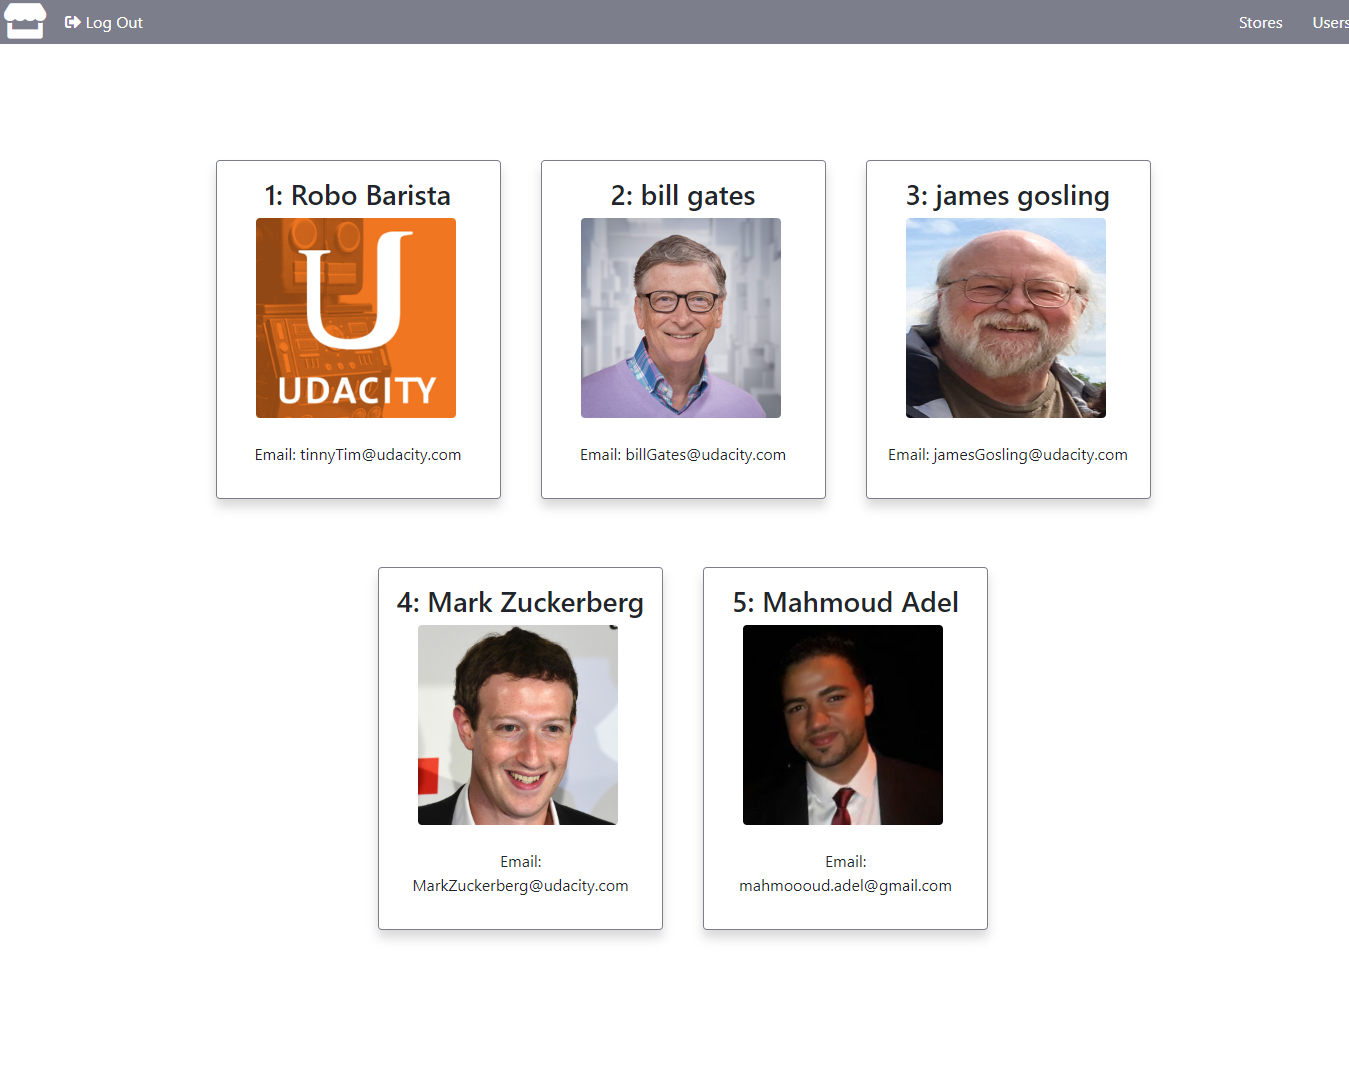 Log Out
Stores
Users
1: Robo Barista
2: bill gates
3: james gosling
U
UDACITY
Email: tinnyTim@udacity.com
Email: billGates@udacity.com
Email: jamesGosling@udacity.com
4: Mark Zuckerberg
5: Mahmoud Adel
Email:
MarkZuckerberg@udacity.com
Email:
mahmoooud.adel@gmail.com